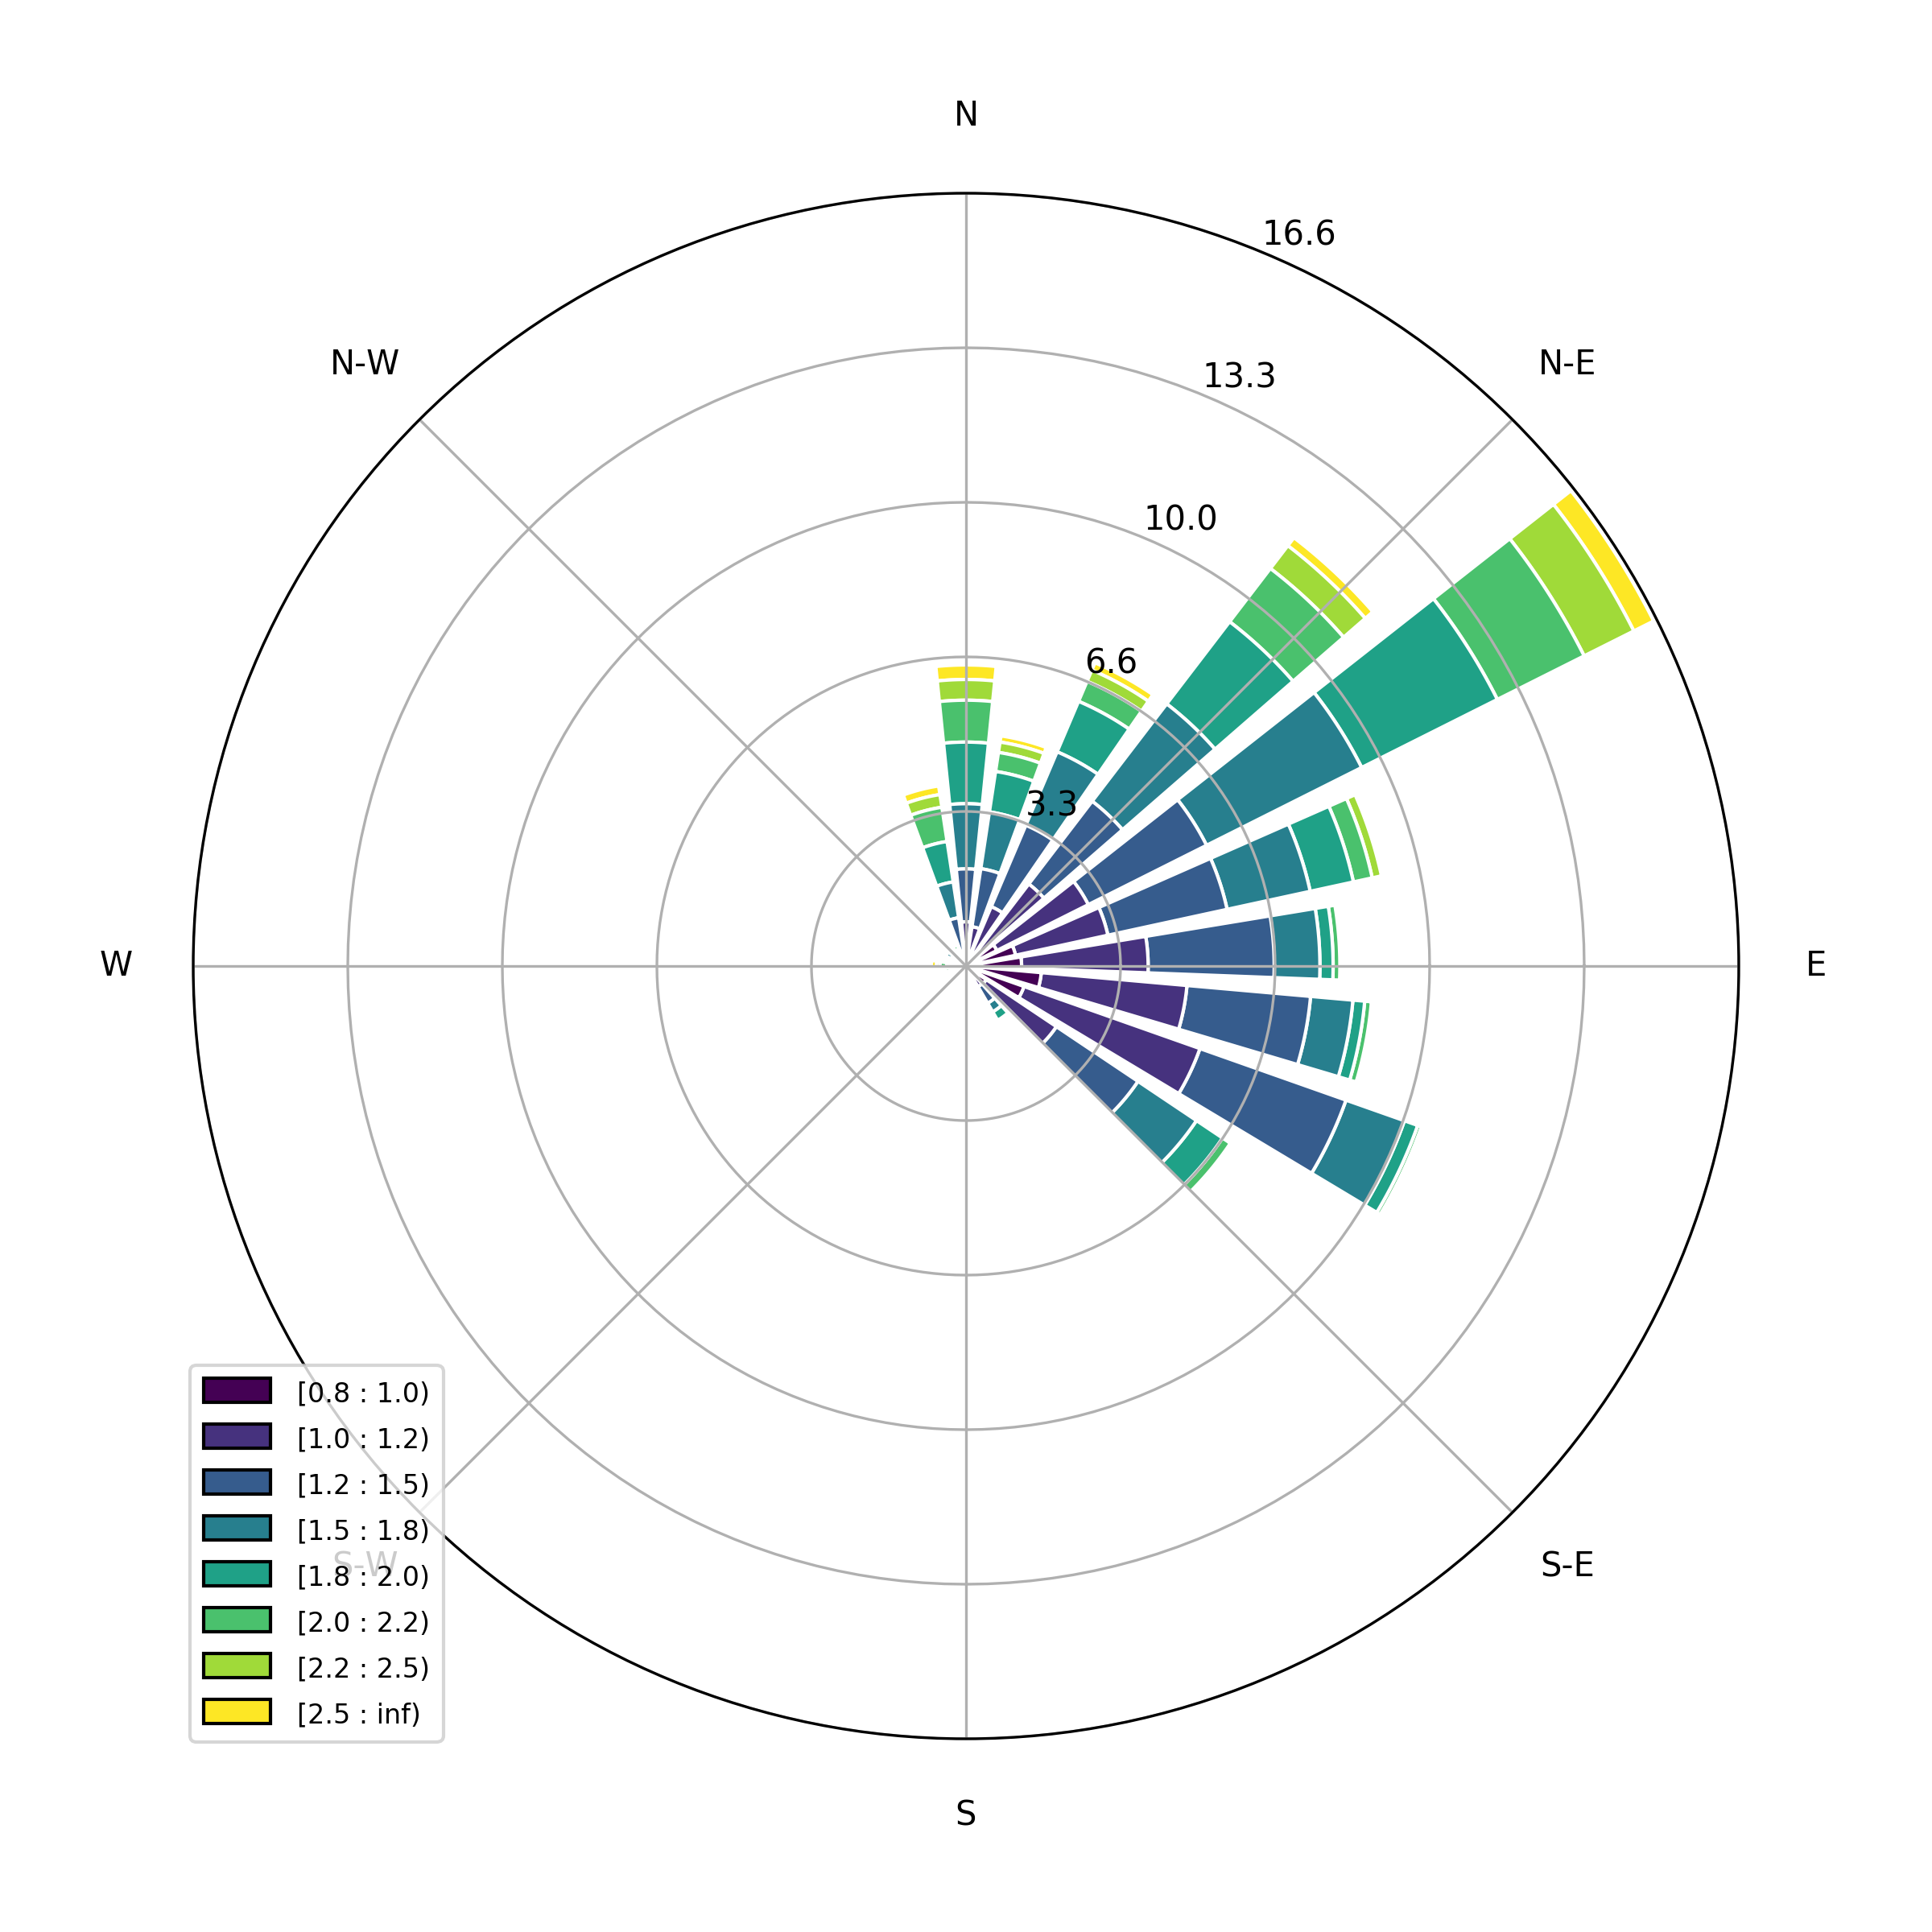 N
16.6
N-W
N-E
13.3
10.0
6.6
3.3
W
E
[0.8 : 1.0)
[1.0 : 1.2)
[1.2 : 1.5)
[1.5 : 1.8)
S-W
S-E
[1.8 : 2.0)
[2.0 : 2.2)
[2.2 : 2.5)
[2.5 : inf)
S